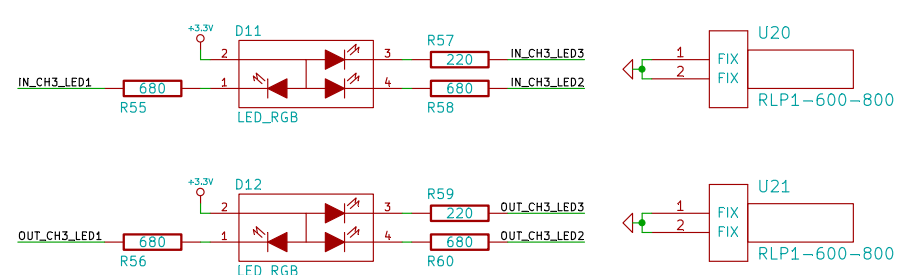 +3.3V
D11
U20
2
3
R57
220
IN_CH3_LED3
1
FIX
IN_CH3_LED1
680
1
4
680
IN_CH3_LED2
2
FIX
R55
LED_RGB
R58
RLP1-600-800
+3.3V
D12
U21
2
3
R59
220
OUT_CH3_LED3
1
FIX
OUT_CH3_LED1
680
1
4
680
OUT_CH3_LED2
2
FIX
R56
LED_RGB
R60
RLP1-600-800